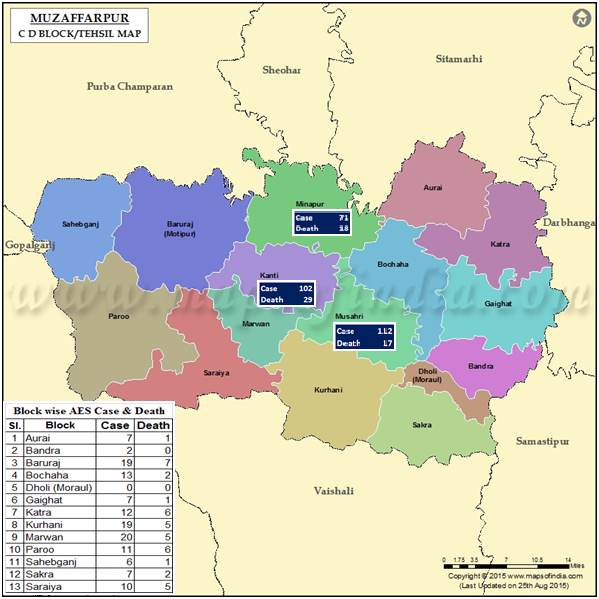 MUZAFFARPUR
C D BLOCK/TEHSIL MAP
N
Sheohar
Sitamarhi
Purba Champaran
Aurai
Minapur
Case 71
Death 18
Sahebganj
Baruraj
(Motipur)
Darbhanga
Katra
Gopalganj
Bochaha
Kanti
Case 102
Death 29
Gaighat
Paroo
Marwan
Musahri
Case 112
Death 17
Saraiya
Bandra
Dholi
(Moraul)
Kurhani
Sakra
Samastipur
Vaishali
Block wise AES Case & Death
Sl. Block Case Death
1 Aurai 7 1
2 Bandra 2 0
3 Baruraj 19 7
4 Bochaha 13 2
5 Dholi (Moraul) 0 0
6 Gaighat 7 1
7 Katra 12 6
8 Kurhani 19 5
9 Marwan 20 5
10 Paroo 11 6
11 Sahebganj 6 1
12 Sakra 7 2
13 Saraiya 10 5
0 1.75 3.5 7 10.5 14
Miles
Copyright © 2015 www.mapsofindia.com
(Last Updated on 25th Aug 2015)